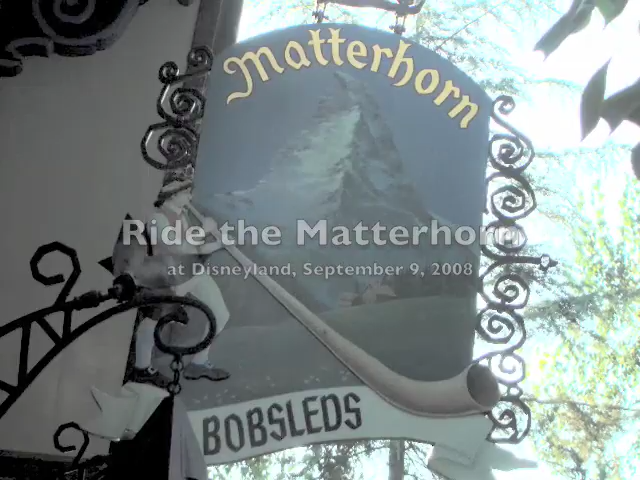 Matterhorn
Ride the Matterhorn
at Disneyland, September 9, 2008
BOBSLEDS